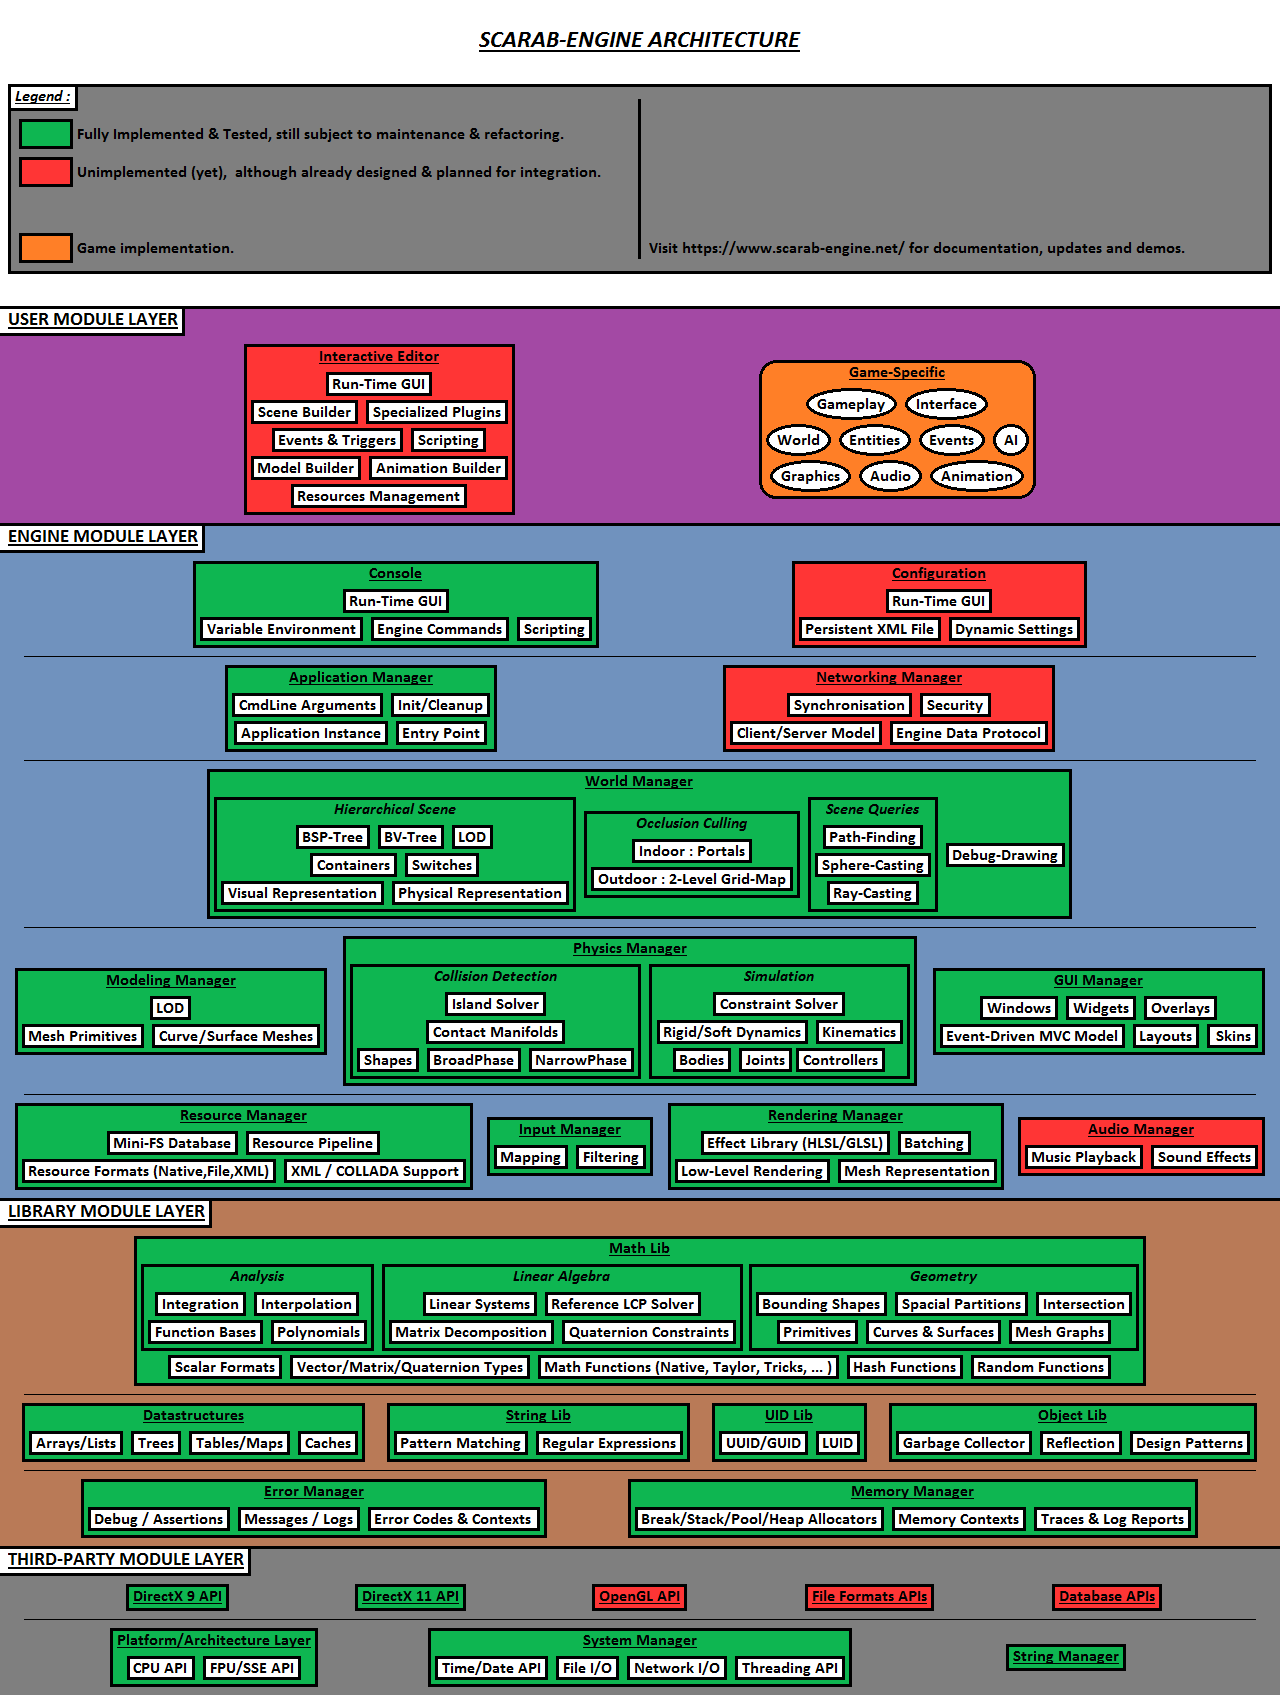 SCARAB-ENGINE ARCHITECTURE
Legend :
Fully Implemented & Tested, still subject to maintenance & refactoring.
Unimplemented (yet),  although already designed & planned for integration.
Game implementation.
Visit https://www.scarab-engine.net/ for documentation, updates and demos.
USER MODULE LAYER
Interactive Editor
Run-Time GUI
Scene Builder Specialized Plugins
Events & Triggers Scripting
Model Builder Animation Builder
Resources Management
Game-Specific
Gameplay Interface
World Entities Events AI
Graphics Audio Animation
ENGINE MODULE LAYER
Console
Run-Time GUI
Variable Environment Engine Commands Scripting
Configuration
Run-Time GUI
Persistent XML File Dynamic Settings
Application Manager
CmdLine Arguments Init/Cleanup
Application Instance Entry Point
Networking Manager
Synchronisation Security
Client/Server Model Engine Data Protocol
World Manager
Hierarchical Scene
BSP-Tree BV-Tree LOD
Containers Switches
Visual Representation Physical Representation
Occlusion Culling
Indoor : Portals
Outdoor : 2-Level Grid-Map
Scene Queries
Path-Finding
Sphere-Casting
Ray-Casting
Debug-Drawing
Modeling Manager
LOD
Mesh Primitives Curve/Surface Meshes
Physics Manager
Collision Detection
Island Solver
Contact Manifolds
Shapes BroadPhase NarrowPhase
Simulation
Constraint Solver
Rigid/Soft Dynamics Kinematics
Bodies Joints Controllers
GUI Manager
Windows Widgets Overlays
Event-Driven MVC Model Layouts Skins
Resource Manager
Mini-FS Database Resource Pipeline
Resource Formats (Native,File,XML) XML / COLLADA Support
Input Manager
Mapping Filtering
Rendering Manager
Effect Library (HLSL/GLSL) Batching
Low-Level Rendering Mesh Representation
Audio Manager
Music Playback Sound Effects
LIBRARY MODULE LAYER
Math Lib
Analysis
Integration Interpolation
Function Bases Polynomials
Linear Algebra
Linear Systems Reference LCP Solver
Matrix Decomposition Quaternion Constraints
Geometry
Bounding Shapes Spacial Partitions Intersection
Primitives Curves & Surfaces Mesh Graphs
Scalar Formats Vector/Matrix/Quaternion Types Math Functions (Native, Taylor, Tricks, ... ) Hash Functions Random Functions
Datastructures
Arrays/Lists Trees Tables/Maps Caches
String Lib
Pattern Matching Regular Expressions
UID Lib
UUID/GUID LUID
Object Lib
Garbage Collector Reflection Design Patterns
Error Manager
Debug / Assertions Messages / Logs Error Codes & Contexts
Memory Manager
Break/Stack/Pool/Heap Allocators Memory Contexts Traces & Log Reports
THIRD-PARTY MODULE LAYER
DirectX 9 API DirectX 11 API OpenGL API File Formats APIs Database APIs
Platform/Architecture Layer
CPU API FPU/SSE API
System Manager
Time/Date API File I/O Network I/O Threading API
String Manager